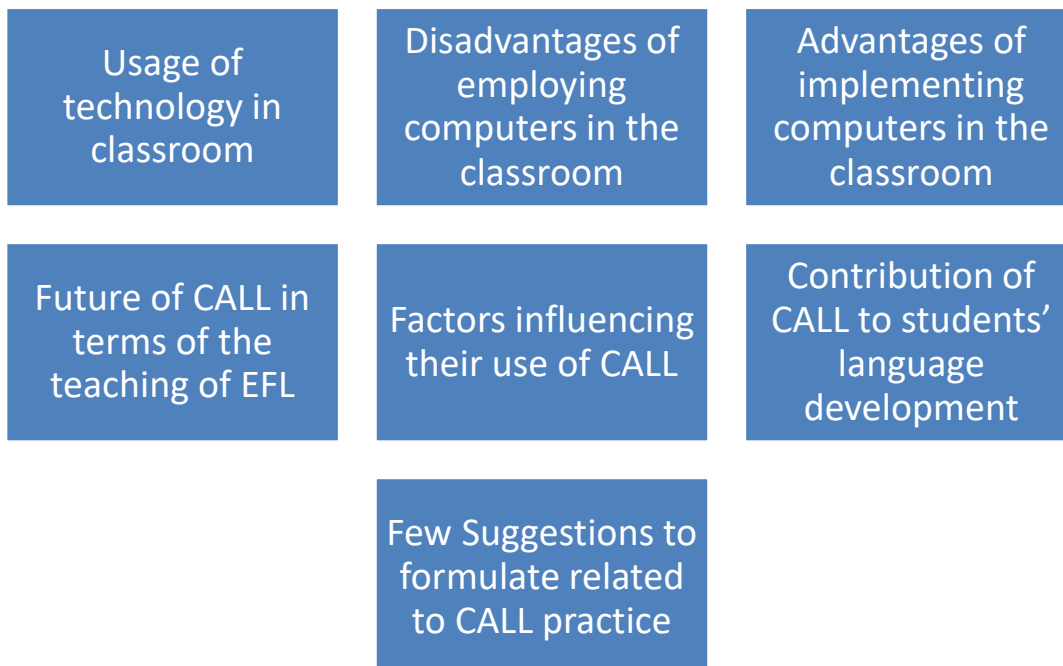 Usage of
technology in
classroom
Disadvantages of
employing
computers in the
classroom
Advantages of
implementing
computers in the
classroom
Future of CALL in
terms of the
teaching of EFL
Factors influencing
their use of CALL
Contribution of
CALL to students’
language
development
Few Suggestions to
formulate related
to CALL practice